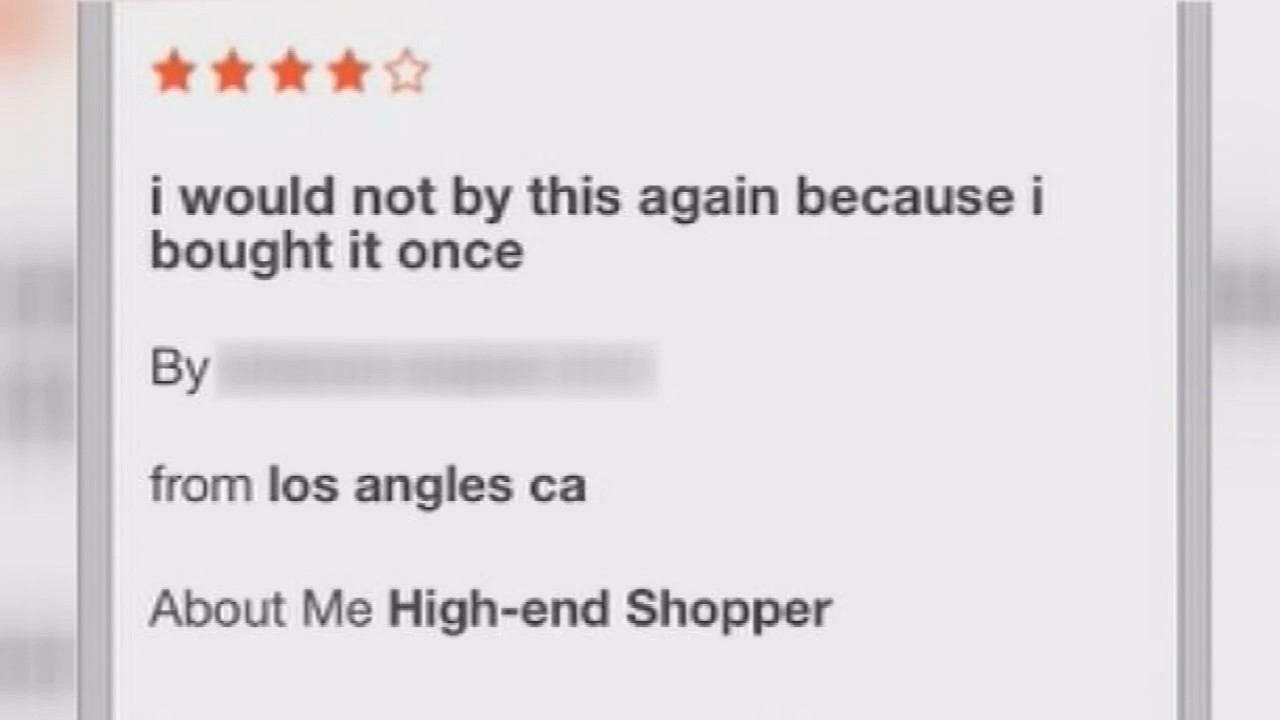 i would not by this again because i
bought it once
By
from los angles ca
About Me High-end Shopper